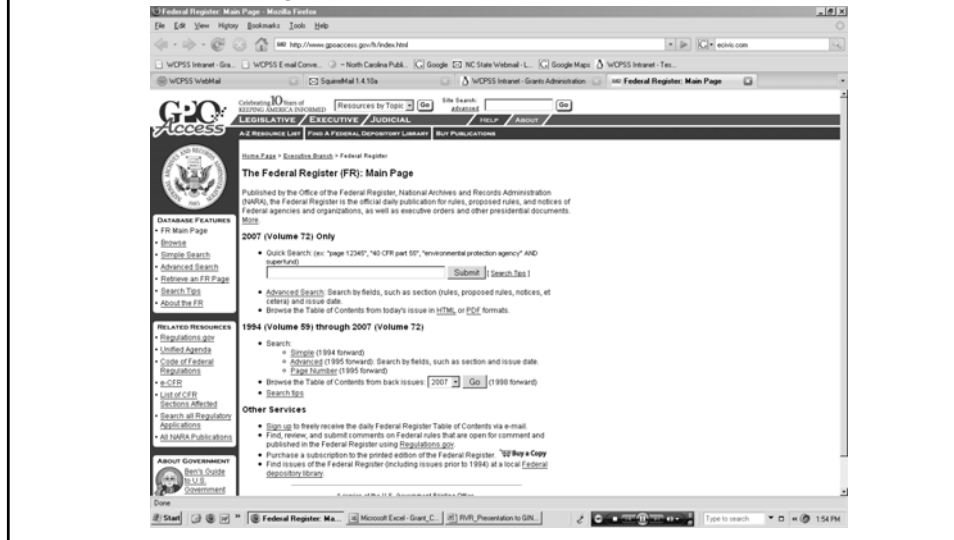 Federal Register: Main Page - Mozilla Firefox
File Edit View History Bookmarks Tools Help
http://www.gpoaccess.gov/fr/index.html
ecivis.com
WCPSS Intranet - Gra... WCPSS E-mail Conve... ~ North Carolina Publi... Google NC State Webmail - L... Google Maps WCPSS Intranet - Tes...
WCPSS WebMail SquirrelMail 1.4.10a WCPSS Intranet - Grants Administration Federal Register: Main Page
GPO Access
Celebrating 10 Years of
KEEPING AMERICA INFORMED
Resources by Topic Go
Site Search:
advanced
Go
LEGISLATIVE / EXECUTIVE / JUDICIAL / HELP / ABOUT
A-Z RESOURCE LIST FIND A FEDERAL DEPOSITORY LIBRARY BUY PUBLICATIONS
DATABASE FEATURES
• FR Main Page
• Browse
• Simple Search
• Advanced Search
• Retrieve an FR Page
• Search Tips
• About the FR
RELATED RESOURCES
• Regulations.gov
• Unified Agenda
• Code of Federal
Regulations
• e-CFR
• List of CFR
Sections Affected
• Search all Regulatory
Applications
• All NARA Publications
ABOUT GOVERNMENT
Ben's Guide
to U.S.
Government
Home Page > Executive Branch > Federal Register
The Federal Register (FR): Main Page
Published by the Office of the Federal Register, National Archives and Records Administration
(NARA), the Federal Register is the official daily publication for rules, proposed rules, and notices of
Federal agencies and organizations, as well as executive orders and other presidential documents.
More.
2007 (Volume 72) Only
• Quick Search: (ex: "page 12345", "40 CFR part 55", "environmental protection agency" AND
superfund)
Submit [ Search Tips ]
• Advanced Search: Search by fields, such as section (rules, proposed rules, notices, et
cetera) and issue date.
• Browse the Table of Contents from today's issue in HTML, or PDF formats.
1994 (Volume 59) through 2007 (Volume 72)
• Search:
o Simple (1994 forward)
o Advanced (1995 forward): Search by fields, such as section and issue date.
o Page Number (1995 forward)
• Browse the Table of Contents from back issues: 2007 Go (1998 forward)
• Search tips
Other Services
• Sign up to freely receive the daily Federal Register Table of Contents via e-mail.
• Find, review, and submit comments on Federal rules that are open for comment and
published in the Federal Register using Regulations.gov.
• Purchase a subscription to the printed edition of the Federal Register. Buy a Copy
• Find issues of the Federal Register (including issues prior to 1994) at a local Federal
depository library.
A service of the U.S. Government Printing Office
Done
Start Federal Register: Ma... Microsoft Excel - Grant_C... RVR_Presentation to GIN... Type to search 1:54 PM